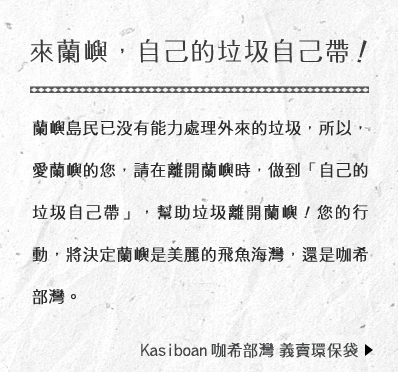 來蘭嶼，自己的垃圾自己帶！
蘭嶼島民已没有能力處理外來的垃圾，所以，
愛蘭嶼的您，請在離開蘭嶼時，做到「自己的
垃圾自己帶」，幫助垃圾離開蘭嶼！您的行
動，將決定蘭嶼是美麗的飛魚海灣，還是咖希
部灣。
Kasiboan 咖希部灣 義賣環保袋